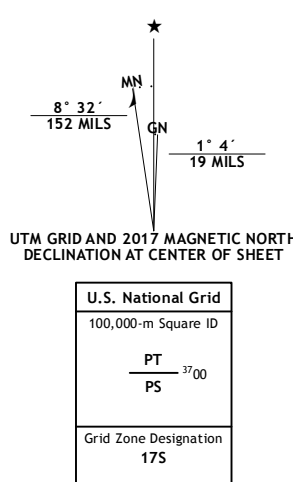 ★
MN
8° 32´
152 MILS
GN
1° 4´
19 MILS
UTM GRID AND 2017 MAGNETIC NORTH
DECLINATION AT CENTER OF SHEET
U.S. National Grid
100,000-m Square ID
PT
3700
PS
Grid Zone Designation
17S